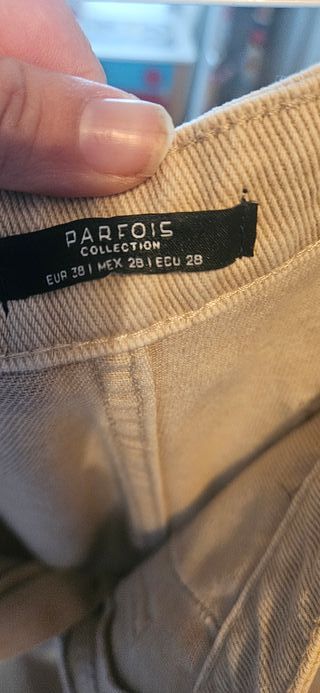 PARFOIS
COLLECTION
EUR 38 | MEX 28 | ECU 28